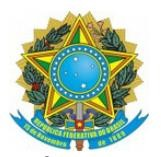 REPÚBLICA FEDERATIVA DO BRASIL
15 de Novembro de 1889